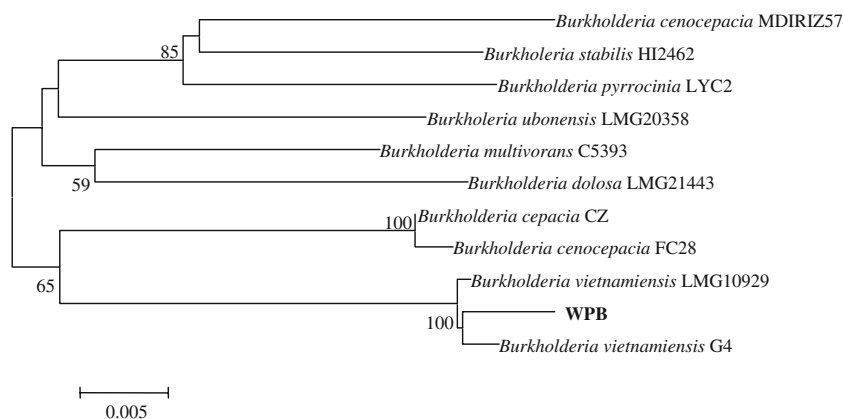 Burkholderia cenocepacia MDIRIZ57
85
Burkholeria stabilis HI2462
Burkholderia pyrrocinia LYC2
Burkholeria ubonensis LMG20358
Burkholderia multivorans C5393
59
Burkholderia dolosa LMG21443
100
Burkholderia cepacia CZ
Burkholderia cenocepacia FC28
65
Burkholderia vietnamiensis LMG10929
WPB
100
Burkholderia vietnamiensis G4
0.005